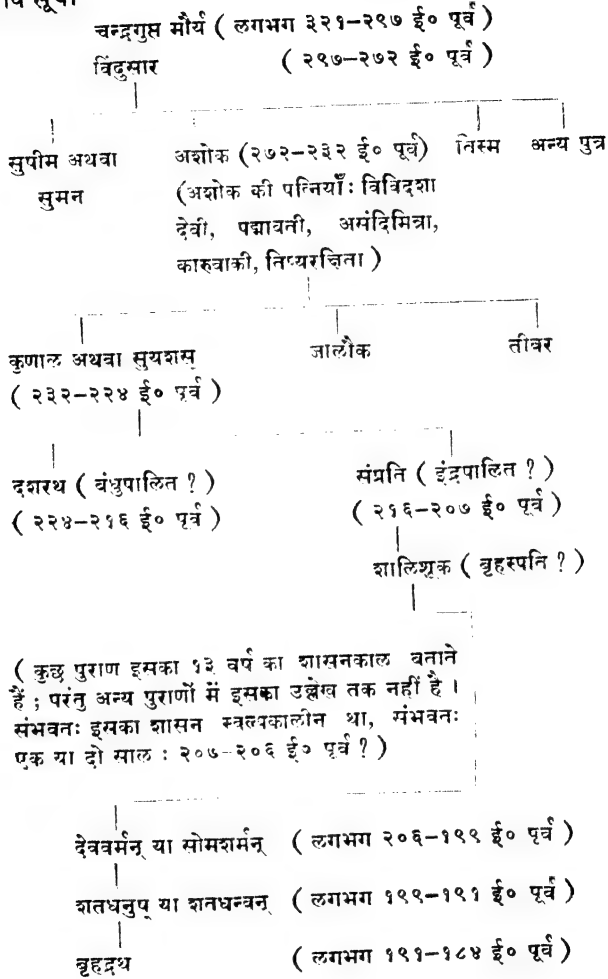 चन्द्रगुप्त मौर्य ( लगभग ३२१–२९७ ई० पूर्व )
विंदुसार ( २९७–२७२ ई० पूर्व )
सुषीम अथवा सुमन
अशोक (२७२–२३२ ई० पूर्व)
(अशोक की पत्नियाँ: विविदशा
देवी, पद्मावती, असंदिमित्रा,
कारुवाकी, तिष्यरक्षिता )
तिस्म
अन्य पुत्र
कुणाल अथवा सुयशस्
( २३२–२२४ ई० पूर्व )
जालौक
तीवर
दशरथ ( बंधुपालित ? )
( २२४–२१६ ई० पूर्व )
संप्रति ( इंद्रपालित ? )
( २१६–२०७ ई० पूर्व )
शालिशूक ( बृहस्पति ? )
( कुछ पुराण इसका १३ वर्ष का शासनकाल बताते
हैं ; परंतु अन्य पुराणों में इसका उल्लेख तक नहीं है ।
संभवतः इसका शासन स्वल्पकालीन था, संभवतः
एक या दो साल : २०७–२०६ ई० पूर्व ? )
देववर्मन् या सोमशर्मन् ( लगभग २०६–१९९ ई० पूर्व )
शतधनुष् या शतधन्वन् ( लगभग १९९–१९१ ई० पूर्व )
बृहद्रथ ( लगभग १९१–१८४ ई० पूर्व )